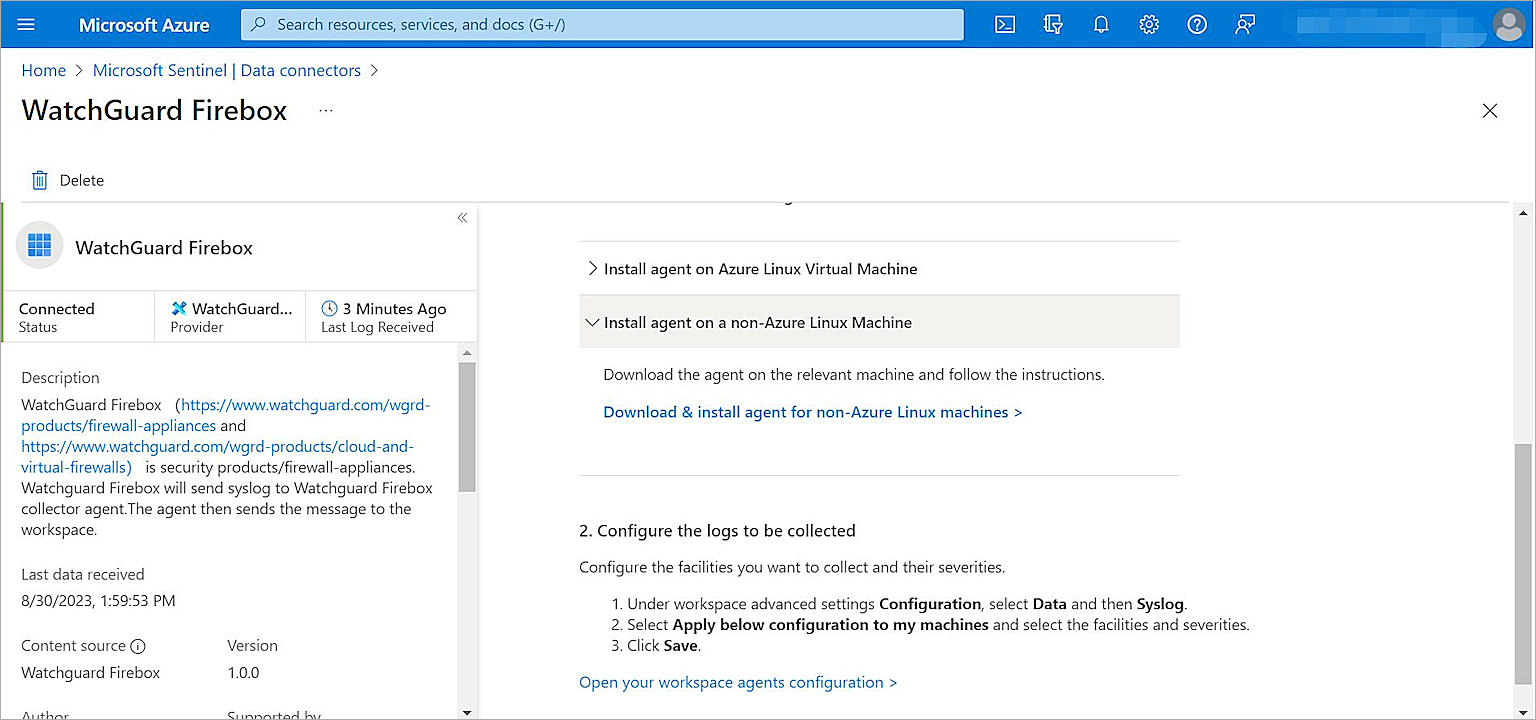 Microsoft Azure
Search resources, services, and docs (G+/)
Home > Microsoft Sentinel | Data connectors >
WatchGuard Firebox ...
Delete
WatchGuard Firebox
Connected
Status
WatchGuard...
Provider
3 Minutes Ago
Last Log Received
Description
WatchGuard Firebox (https://www.watchguard.com/wgrd-
products/firewall-appliances and
https://www.watchguard.com/wgrd-products/cloud-and-
virtual-firewalls) is security products/firewall-appliances.
Watchguard Firebox will send syslog to Watchguard Firebox
collector agent.The agent then sends the message to the
workspace.
Last data received
8/30/2023, 1:59:53 PM
Content source
Watchguard Firebox
Version
1.0.0
Author
Supported by
Install agent on Azure Linux Virtual Machine
Install agent on a non-Azure Linux Machine
Download the agent on the relevant machine and follow the instructions.
Download & install agent for non-Azure Linux machines >
2. Configure the logs to be collected
Configure the facilities you want to collect and their severities.
1. Under workspace advanced settings Configuration, select Data and then Syslog.
2. Select Apply below configuration to my machines and select the facilities and severities.
3. Click Save.
Open your workspace agents configuration >